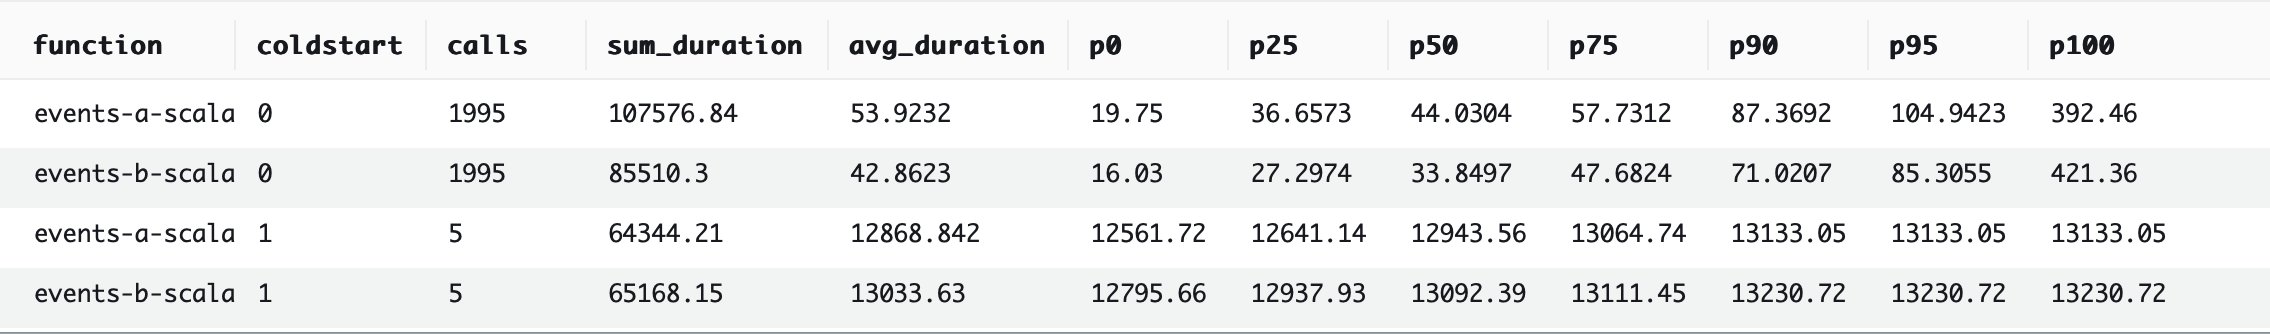 function coldstart calls sum_duration avg_duration p0 p25 p50 p75 p90 p95 p100
events-a-scala 0 1995 107576.84 53.9232 19.75 36.6573 44.0304 57.7312 87.3692 104.9423 392.46
events-b-scala 0 1995 85510.3 42.8623 16.03 27.2974 33.8497 47.6824 71.0207 85.3055 421.36
events-a-scala 1 5 64344.21 12868.842 12561.72 12641.14 12943.56 13064.74 13133.05 13133.05 13133.05
events-b-scala 1 5 65168.15 13033.63 12795.66 12937.93 13092.39 13111.45 13230.72 13230.72 13230.72